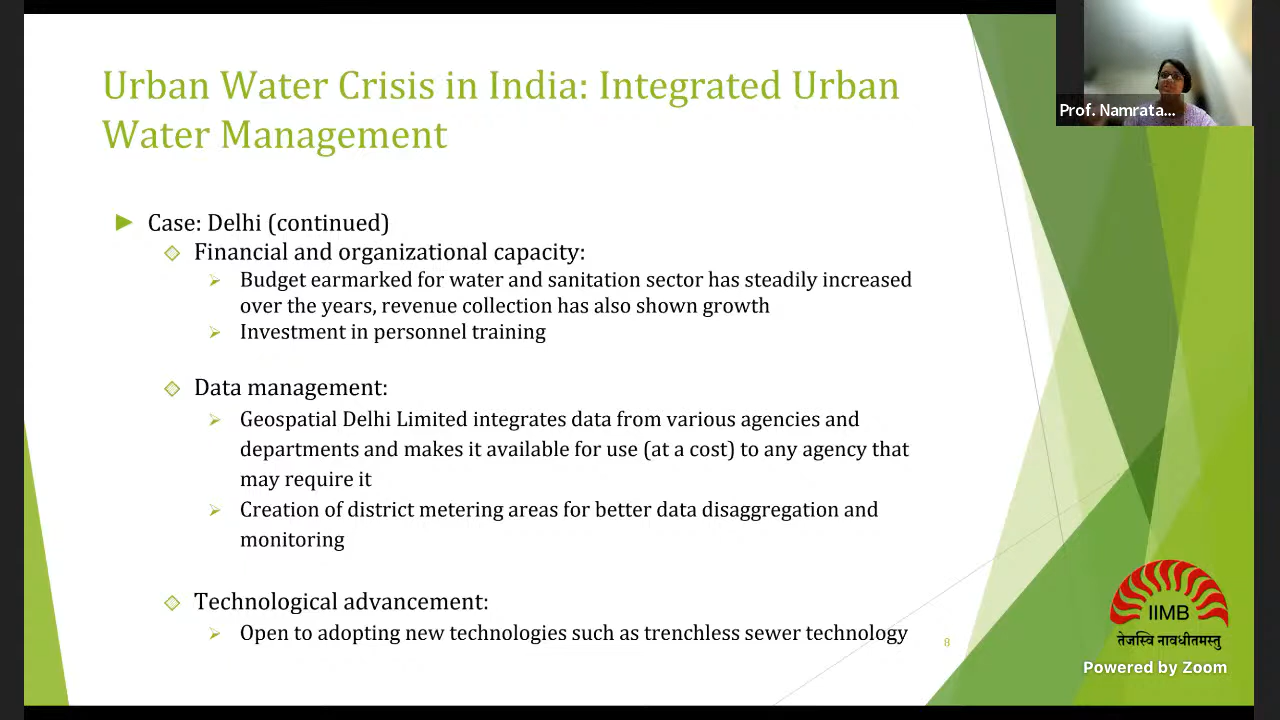 Urban Water Crisis in India: Integrated Urban
Water Management
Prof. Namrata...
Case: Delhi (continued)
Financial and organizational capacity:
Budget earmarked for water and sanitation sector has steadily increased
over the years, revenue collection has also shown growth
Investment in personnel training
Data management:
Geospatial Delhi Limited integrates data from various agencies and
departments and makes it available for use (at a cost) to any agency that
may require it
Creation of district metering areas for better data disaggregation and
monitoring
Technological advancement:
Open to adopting new technologies such as trenchless sewer technology
8
IIMB
तेजस्वि नावधीतमस्तु
Powered by Zoom